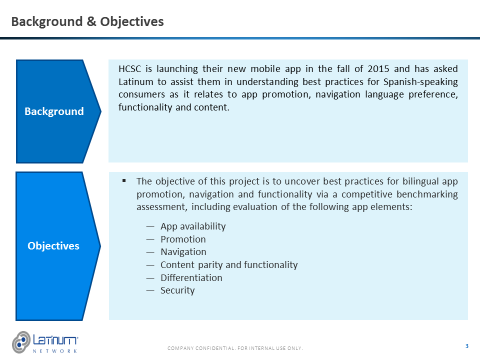 Background & Objectives
Background
HCSC is launching their new mobile app in the fall of 2015 and has asked
Latinum to assist them in understanding best practices for Spanish-speaking
consumers as it relates to app promotion, navigation language preference,
functionality and content.
Objectives
▪ The objective of this project is to uncover best practices for bilingual app
promotion, navigation and functionality via a competitive benchmarking
assessment, including evaluation of the following app elements:
— App availability
— Promotion
— Navigation
— Content parity and functionality
— Differentiation
— Security
LATINUM
NETWORK
COMPANY CONFIDENTIAL. FOR INTERNAL USE ONLY.
3